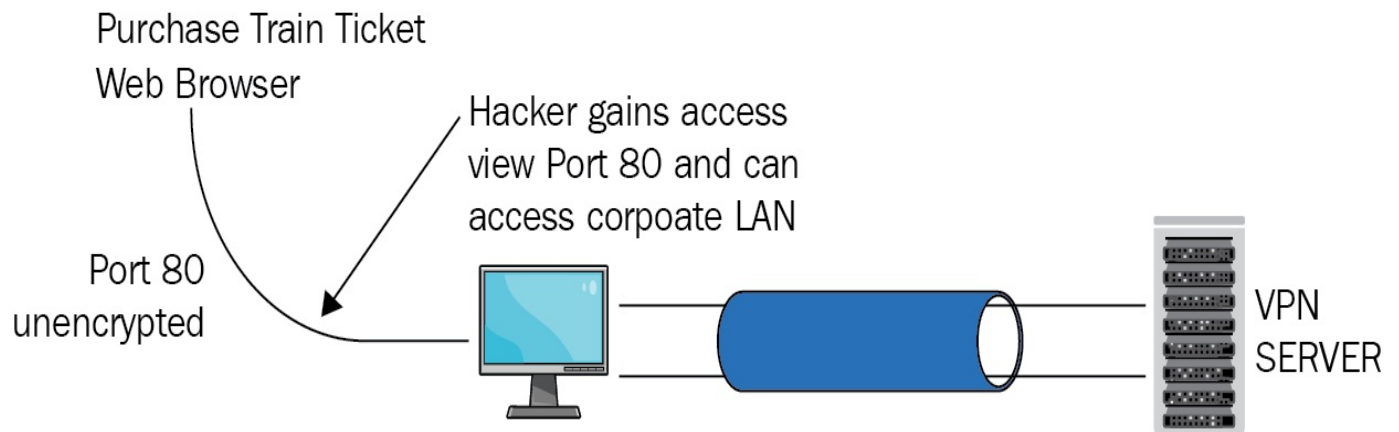 Purchase Train Ticket
Web Browser
Hacker gains access
view Port 80 and can
access corpoate LAN
Port 80
unencrypted
VPN
SERVER